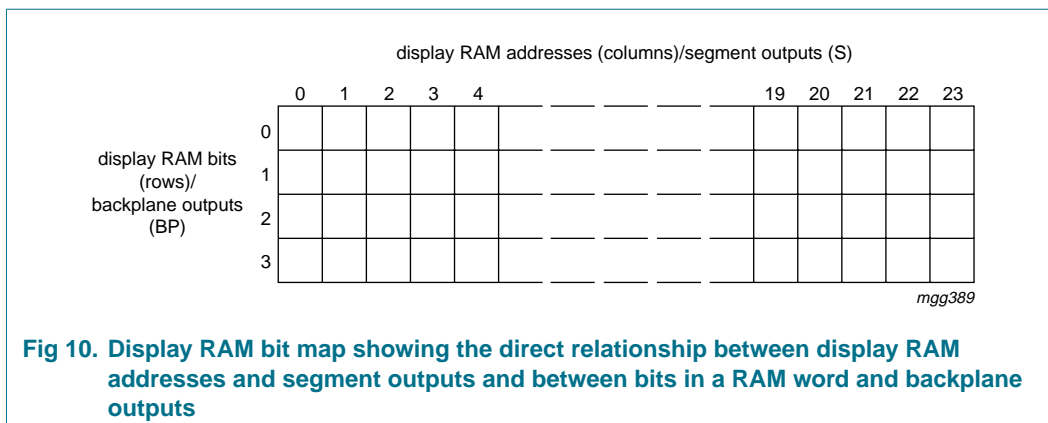 display RAM addresses (columns)/segment outputs (S)
0 1 2 3 4 19 20 21 22 23
0
display RAM bits
1
(rows)/
backplane outputs
2
(BP)
3
mgg389
Fig 10. Display RAM bit map showing the direct relationship between display RAM
addresses and segment outputs and between bits in a RAM word and backplane
outputs